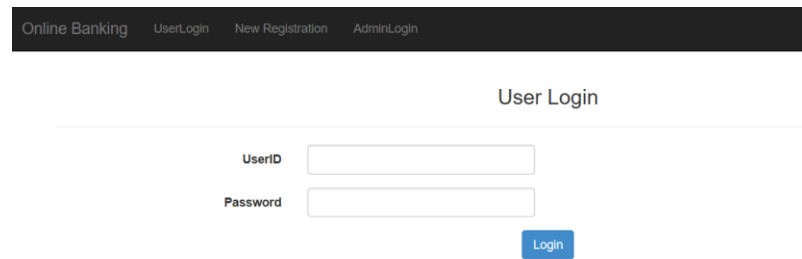 Online Banking UserLogin New Registration AdminLogin
User Login
UserID
Password
Login